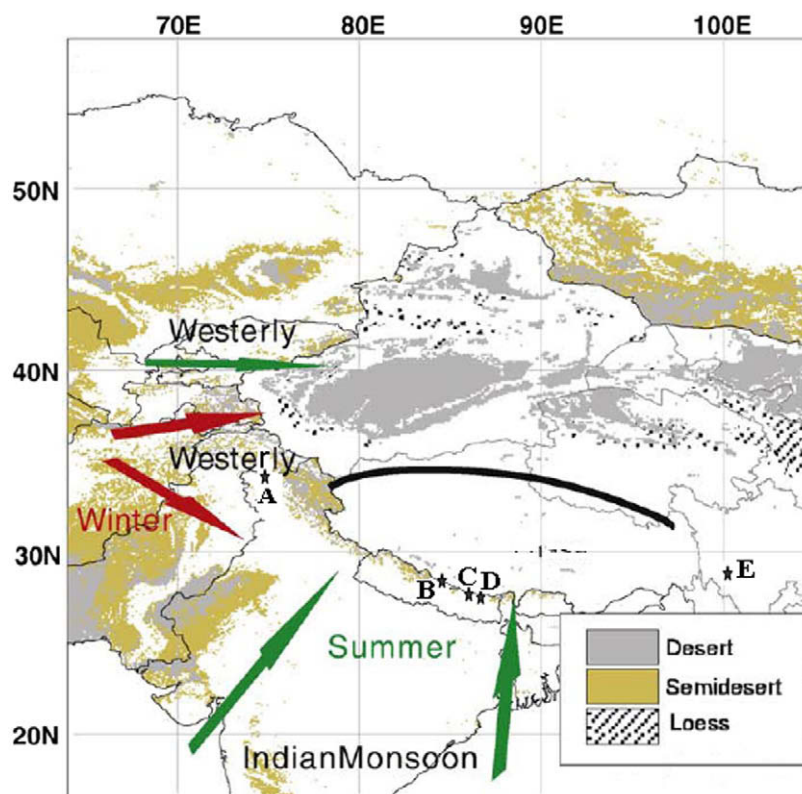 70E 80E 90E 100E
50N
Westerly
40N
Westerly
A
Winter
30N
B C D E
Summer
Desert
Semidesert
Loess
20N
IndianMonsoon